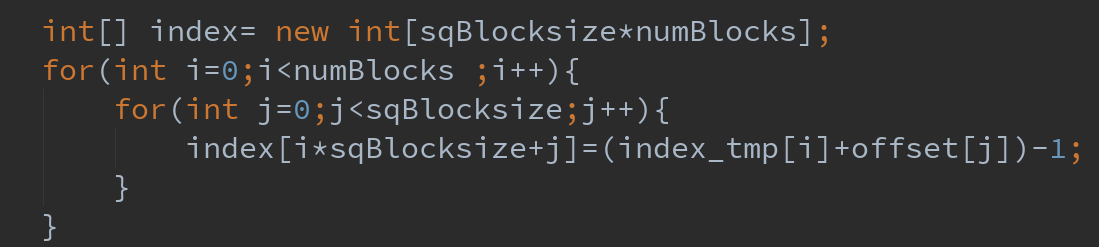 int[] index= new int[sqBlocksize*numBlocks];
for(int i=0;i<numBlocks ;i++){
    for(int j=0;j<sqBlocksize;j++){
        index[i*sqBlocksize+j]=(index_tmp[i]+offset[j])-1;
    }
}